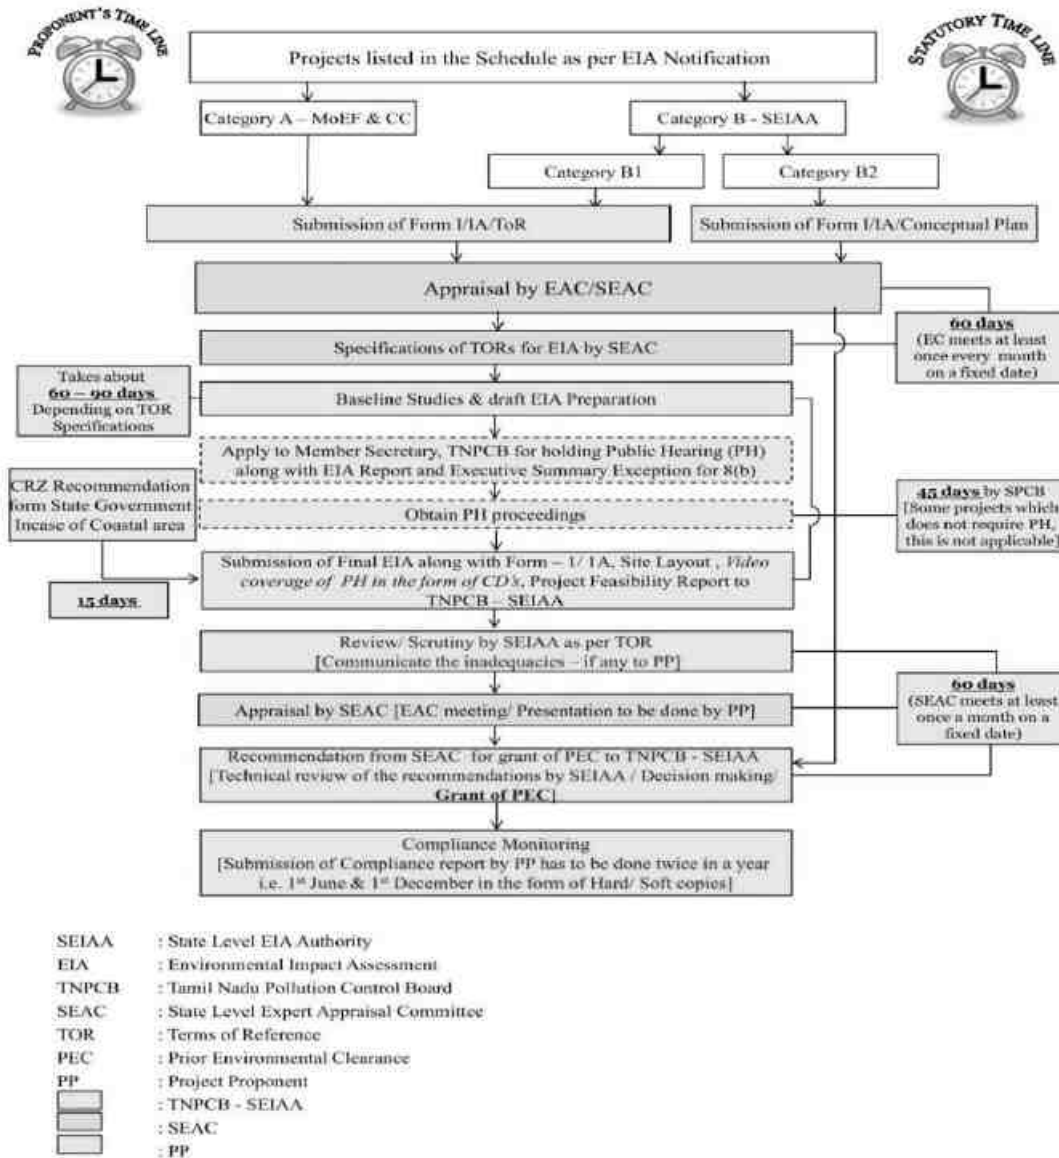 PROPONENT'S TIME LINE
STATUTORY TIME LINE
Projects listed in the Schedule as per EIA Notification
Category A – MoEF & CC
Category B - SEIAA
Category B1
Category B2
Submission of Form I/IA/ToR
Submission of Form I/IA/Conceptual Plan
Appraisal by EAC/SEAC
60 days
(EC meets at least
once every month
on a fixed date)
Specifications of TORs for EIA by SEAC
Takes about
60 – 90 days
Depending on TOR
Specifications
Baseline Studies & draft EIA Preparation
Apply to Member Secretary, TNPCB for holding Public Hearing (PH)
along with EIA Report and Executive Summary Exception for 8(b)
CRZ Recommendation
form State Government
Incase of Coastal area
Obtain PH proceedings
45 days by SPCB
[Some projects which
does not require PH,
this is not applicable]
15 days
Submission of Final EIA along with Form – 1/ 1A, Site Layout , Video
coverage of PH in the form of CD's, Project Feasibility Report to
TNPCB – SEIAA
Review/ Scrutiny by SEIAA as per TOR
[Communicate the inadequacies – if any to PP]
60 days
(SEAC meets at least
once a month on a
fixed date)
Appraisal by SEAC [EAC meeting/ Presentation to be done by PP]
Recommendation from SEAC for grant of PEC to TNPCB - SEIAA
[Technical review of the recommendations by SEIAA / Decision making/
Grant of PEC]
Compliance Monitoring
[Submission of Compliance report by PP has to be done twice in a year
i.e. 1st June & 1st December in the form of Hard/ Soft copies]
SEIAA : State Level EIA Authority
EIA : Environmental Impact Assessment
TNPCB : Tamil Nadu Pollution Control Board
SEAC : State Level Expert Appraisal Committee
TOR : Terms of Reference
PEC : Prior Environmental Clearance
PP : Project Proponent
: TNPCB - SEIAA
: SEAC
: PP